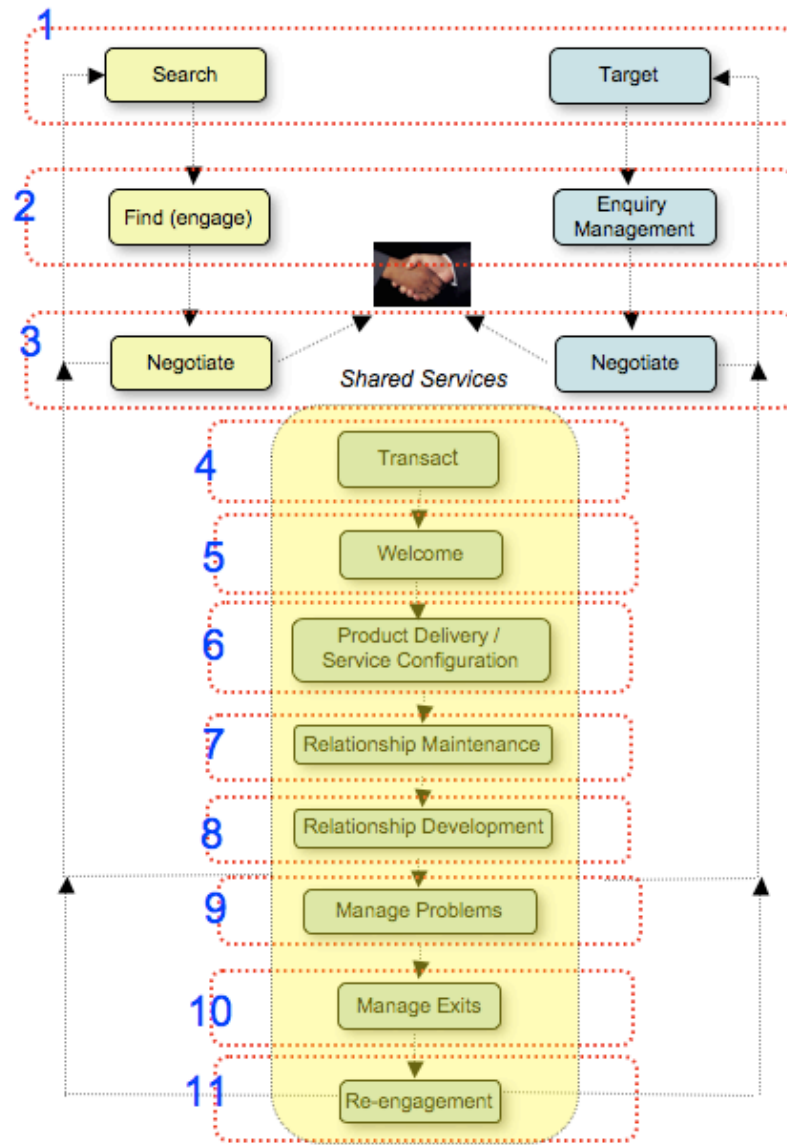 1
Search
Target
2
Find (engage)
Enquiry
Management
3
Negotiate
Negotiate
Shared Services
4
Transact
5
Welcome
6
Product Delivery /
Service Configuration
7
Relationship Maintenance
8
Relationship Development
9
Manage Problems
10
Manage Exits
11
Re-engagement